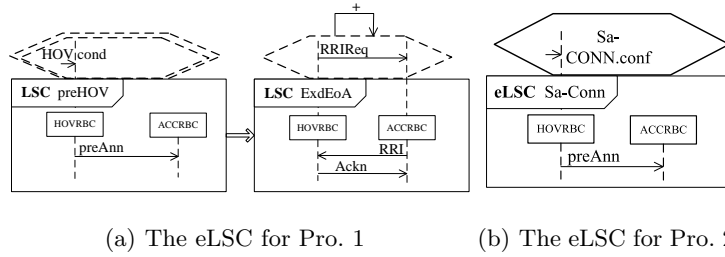 +
HOV cond
RRIReq
Sa-
CONN.conf
LSC preHOV
LSC ExdEoA
eLSC Sa-Conn
HOVRBC
ACCRBC
HOVRBC
ACCRBC
HOVRBC
ACCRBC
preAnn
RRI
Ackn
preAnn
(a) The eLSC for Pro. 1
(b) The eLSC for Pro. 2